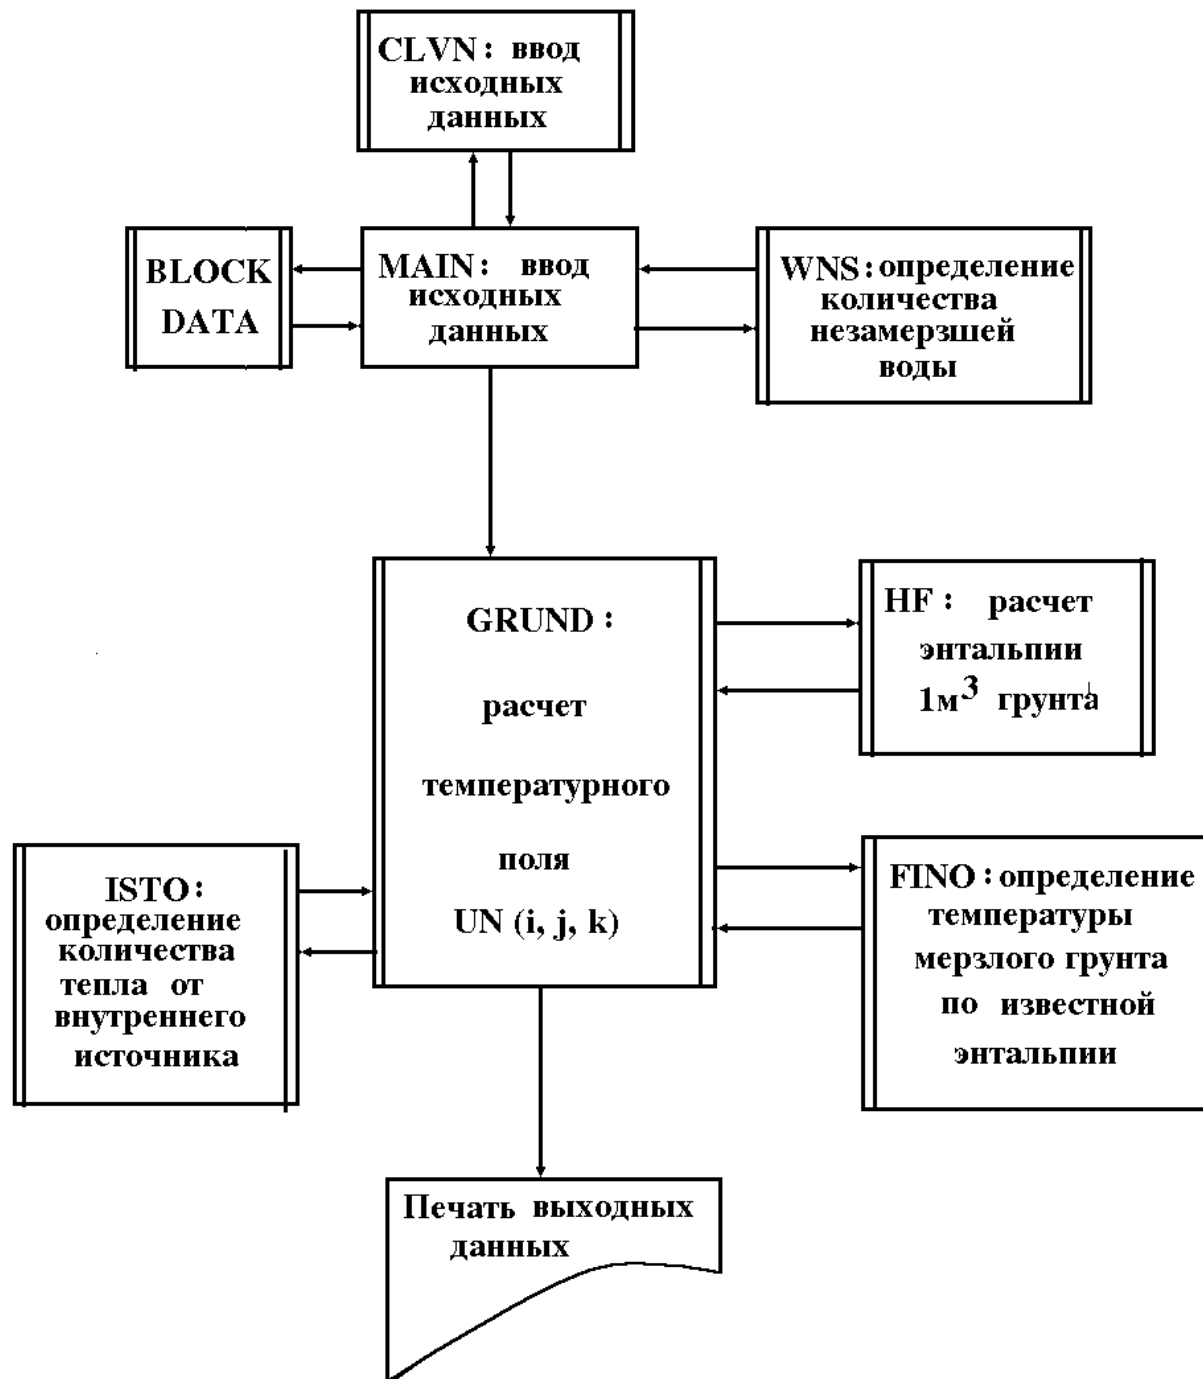 CLVN: ввод
исходных
данных
BLOCK
DATA
MAIN: ввод
исходных
данных
WNS: определение
количества
незамерзшей
воды
GRUND:
расчет
температурного
поля
UN (i, j, k)
HF: расчет
энтальпии
1м³ грунта
ISTO:
определение
количества
тепла от
внутреннего
источника
FINO: определение
температуры
мерзлого грунта
по известной
энтальпии
Печать выходных
данных